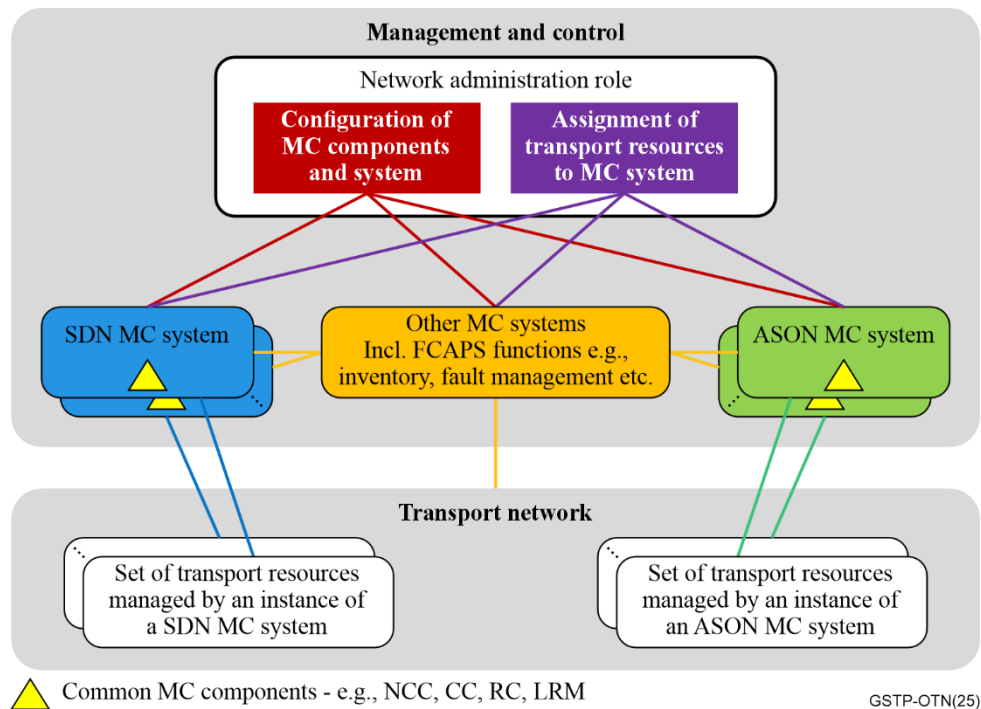 Management and control
Network administration role
Configuration of
MC components
and system
Assignment of
transport resources
to MC system
SDN MC system
Other MC systems
Incl. FCAPS functions e.g.,
inventory, fault management etc.
ASON MC system
Transport network
Set of transport resources
managed by an instance of
a SDN MC system
Set of transport resources
managed by an instance of
an ASON MC system
Common MC components - e.g., NCC, CC, RC, LRM
GSTP-OTN(25)